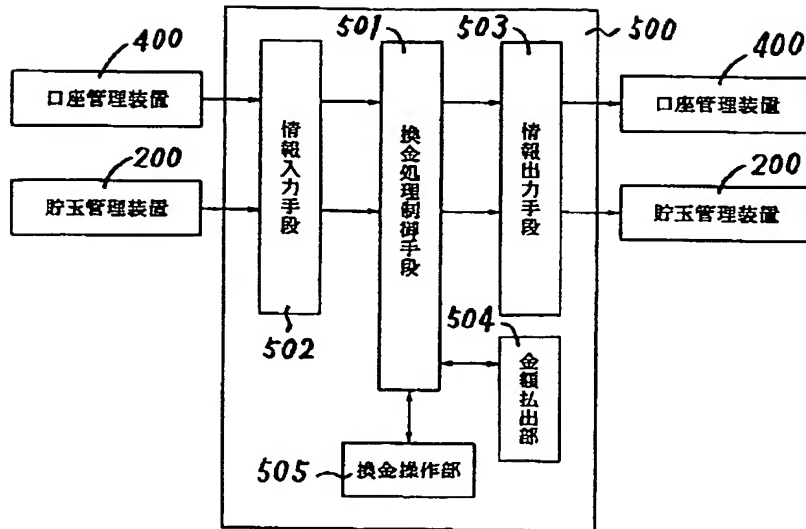 501
503
500
400
400
口座管理装置
口座管理装置
200
200
貯玉管理装置
貯玉管理装置
情報入力手段
換金処理制御手段
情報出力手段
502
504
金額払出部
505
換金操作部